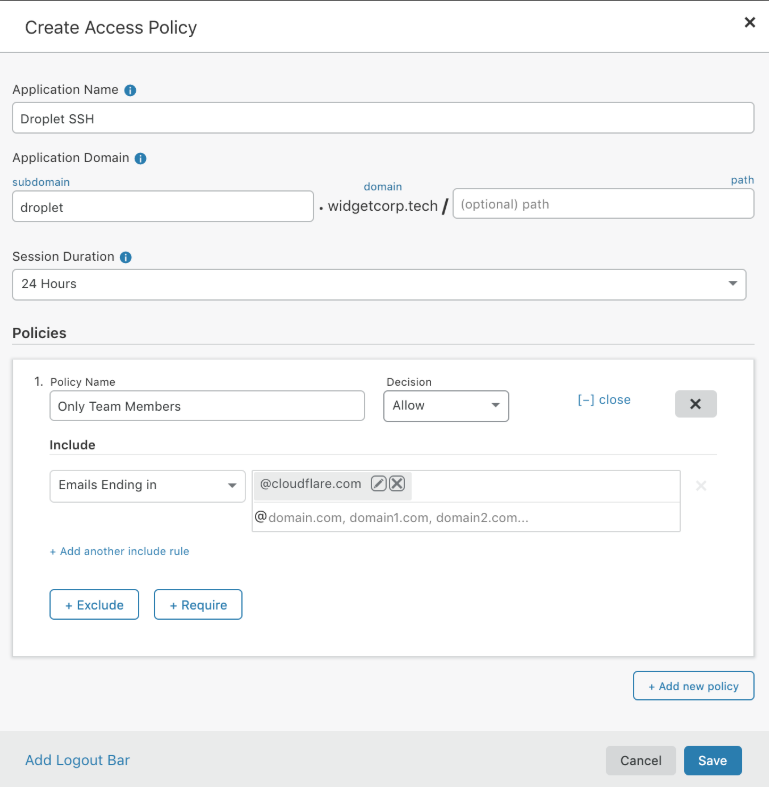 Create Access Policy
Application Name
Droplet SSH
Application Domain
subdomain
domain
path
droplet
. widgetcorp.tech /
(optional) path
Session Duration
24 Hours
Policies
1. Policy Name
Decision
Only Team Members
Allow
[−] close
Include
Emails Ending in
@cloudflare.com
@domain.com, domain1.com, domain2.com...
+ Add another include rule
+ Exclude
+ Require
+ Add new policy
Add Logout Bar
Cancel
Save